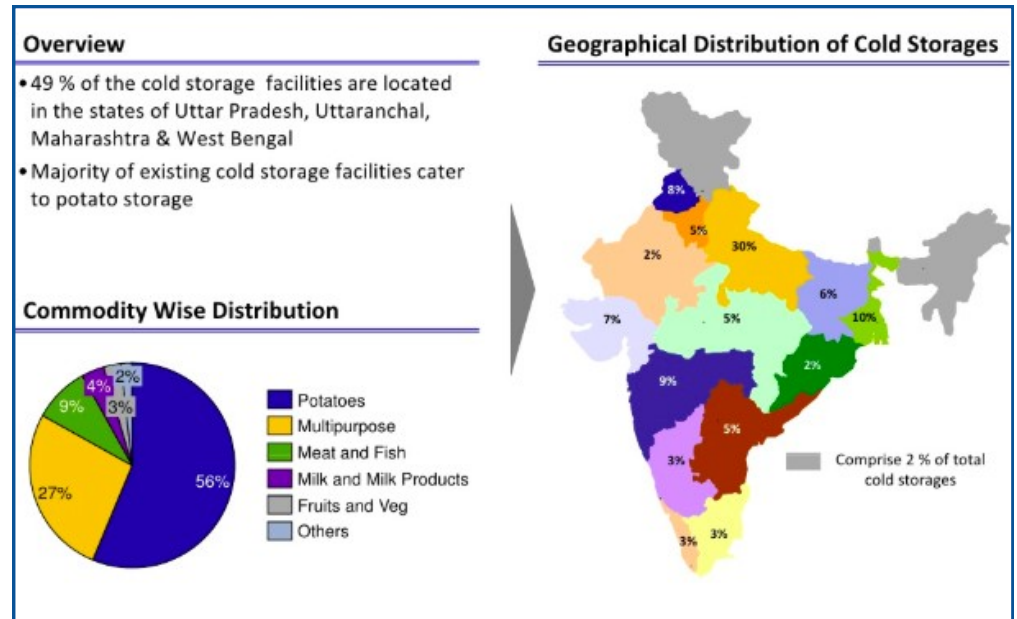 Overview
•49 % of the cold storage facilities are located
in the states of Uttar Pradesh, Uttaranchal,
Maharashtra & West Bengal
•Majority of existing cold storage facilities cater
to potato storage
Commodity Wise Distribution
2%
4%
9%
3%
27%
56%
Potatoes
Multipurpose
Meat and Fish
Milk and Milk Products
Fruits and Veg
Others
Geographical Distribution of Cold Storages
8%
5%
30%
2%
6%
7%
5%
10%
2%
9%
5%
3%
3%
3%
Comprise 2 % of total
cold storages